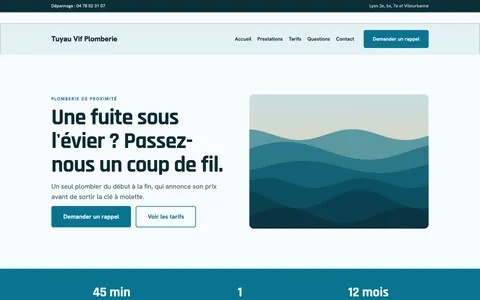 Dépannage : 04 78 92 31 07
Lyon 3e, 6e, 7e et Villeurbanne
Tuyau Vif Plomberie
Accueil
Prestations
Tarifs
Questions
Contact
Demander un rappel
PLOMBERIE DE PROXIMITÉ
Une fuite sous
l'évier ? Passez-
nous un coup de fil.
Un seul plombier du début à la fin, qui annonce son prix
avant de sortir la clé à molette.
Demander un rappel
Voir les tarifs
45 min
1
12 mois